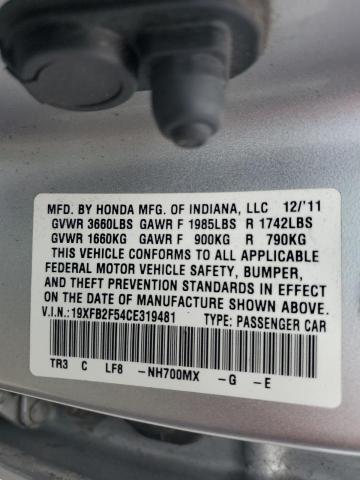 MFD. BY HONDA MFG. OF INDIANA, LLC 12/'11
GVWR 3660LBS GAWR F 1985LBS R 1742LBS
GVWR 1660KG GAWR F 900KG R 790KG
THIS VEHICLE CONFORMS TO ALL APPLICABLE
FEDERAL MOTOR VEHICLE SAFETY, BUMPER,
AND THEFT PREVENTION STANDARDS IN EFFECT
ON THE DATE OF MANUFACTURE SHOWN ABOVE.
V.I.N.:19XFB2F54CE319481 TYPE: PASSENGER CAR
TR3 C LF8 -NH700MX -G -E